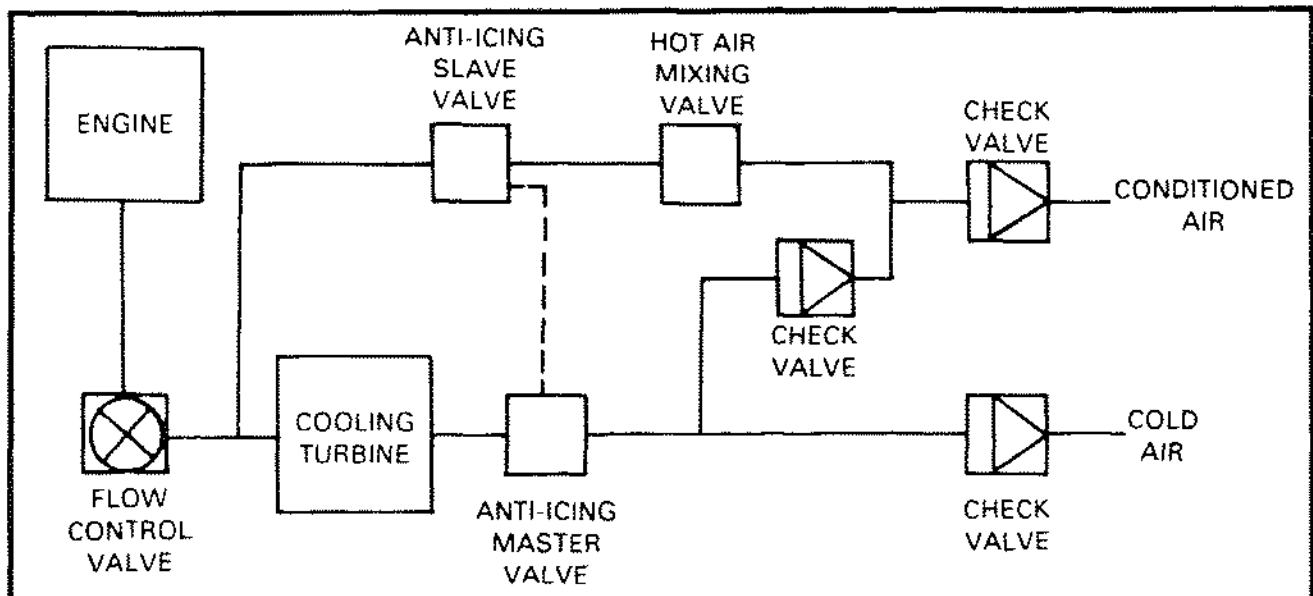 ENGINE
ANTI-ICING
SLAVE
VALVE
HOT AIR
MIXING
VALVE
CHECK
VALVE
CONDITIONED
AIR
CHECK
VALVE
FLOW
CONTROL
VALVE
COOLING
TURBINE
ANTI-ICING
MASTER
VALVE
COLD
AIR
CHECK
VALVE